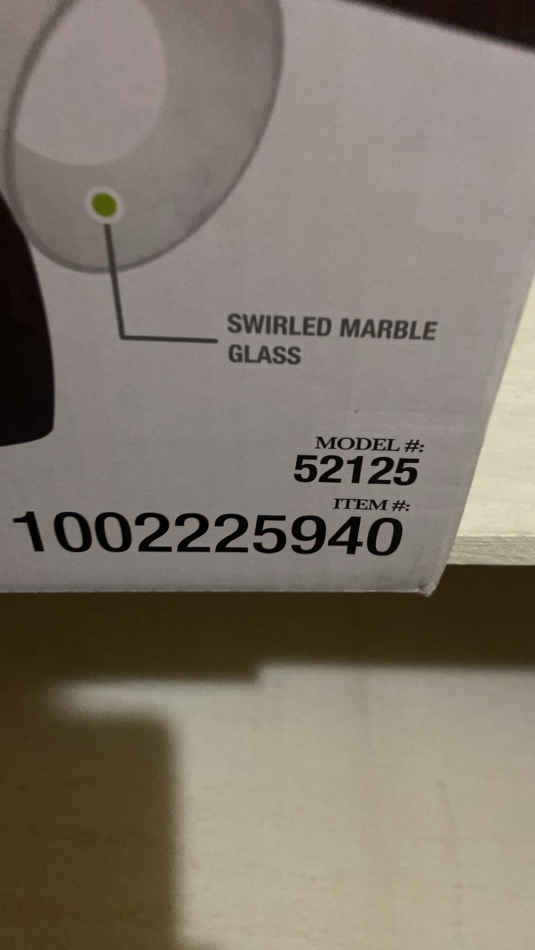 SWIRLED MARBLE
GLASS
MODEL #:
52125
ITEM #:
1002225940